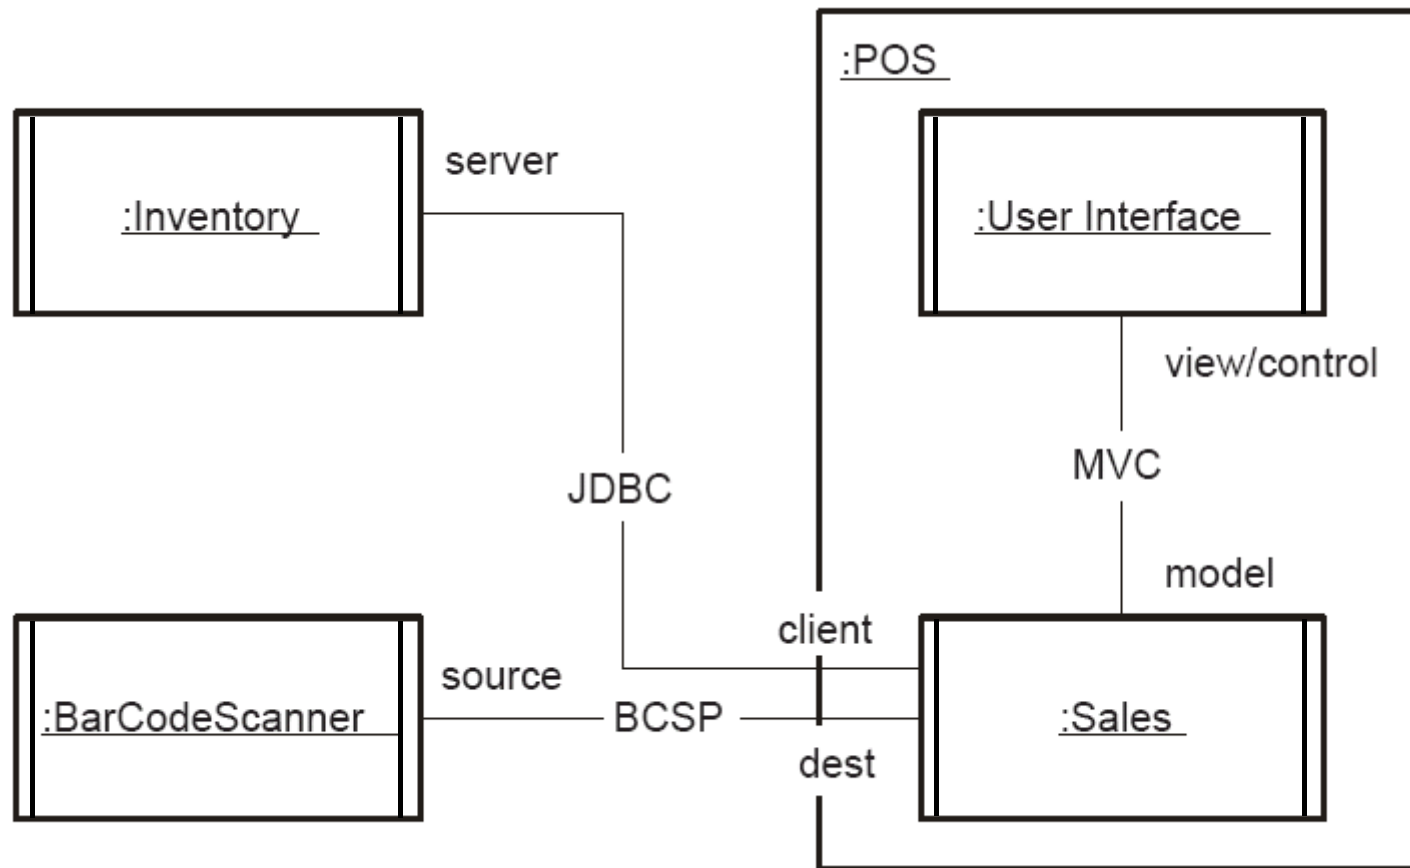 :POS
server
:Inventory
:User Interface
view/control
MVC
JDBC
model
client
source
:BarCodeScanner
BCSP
:Sales
dest